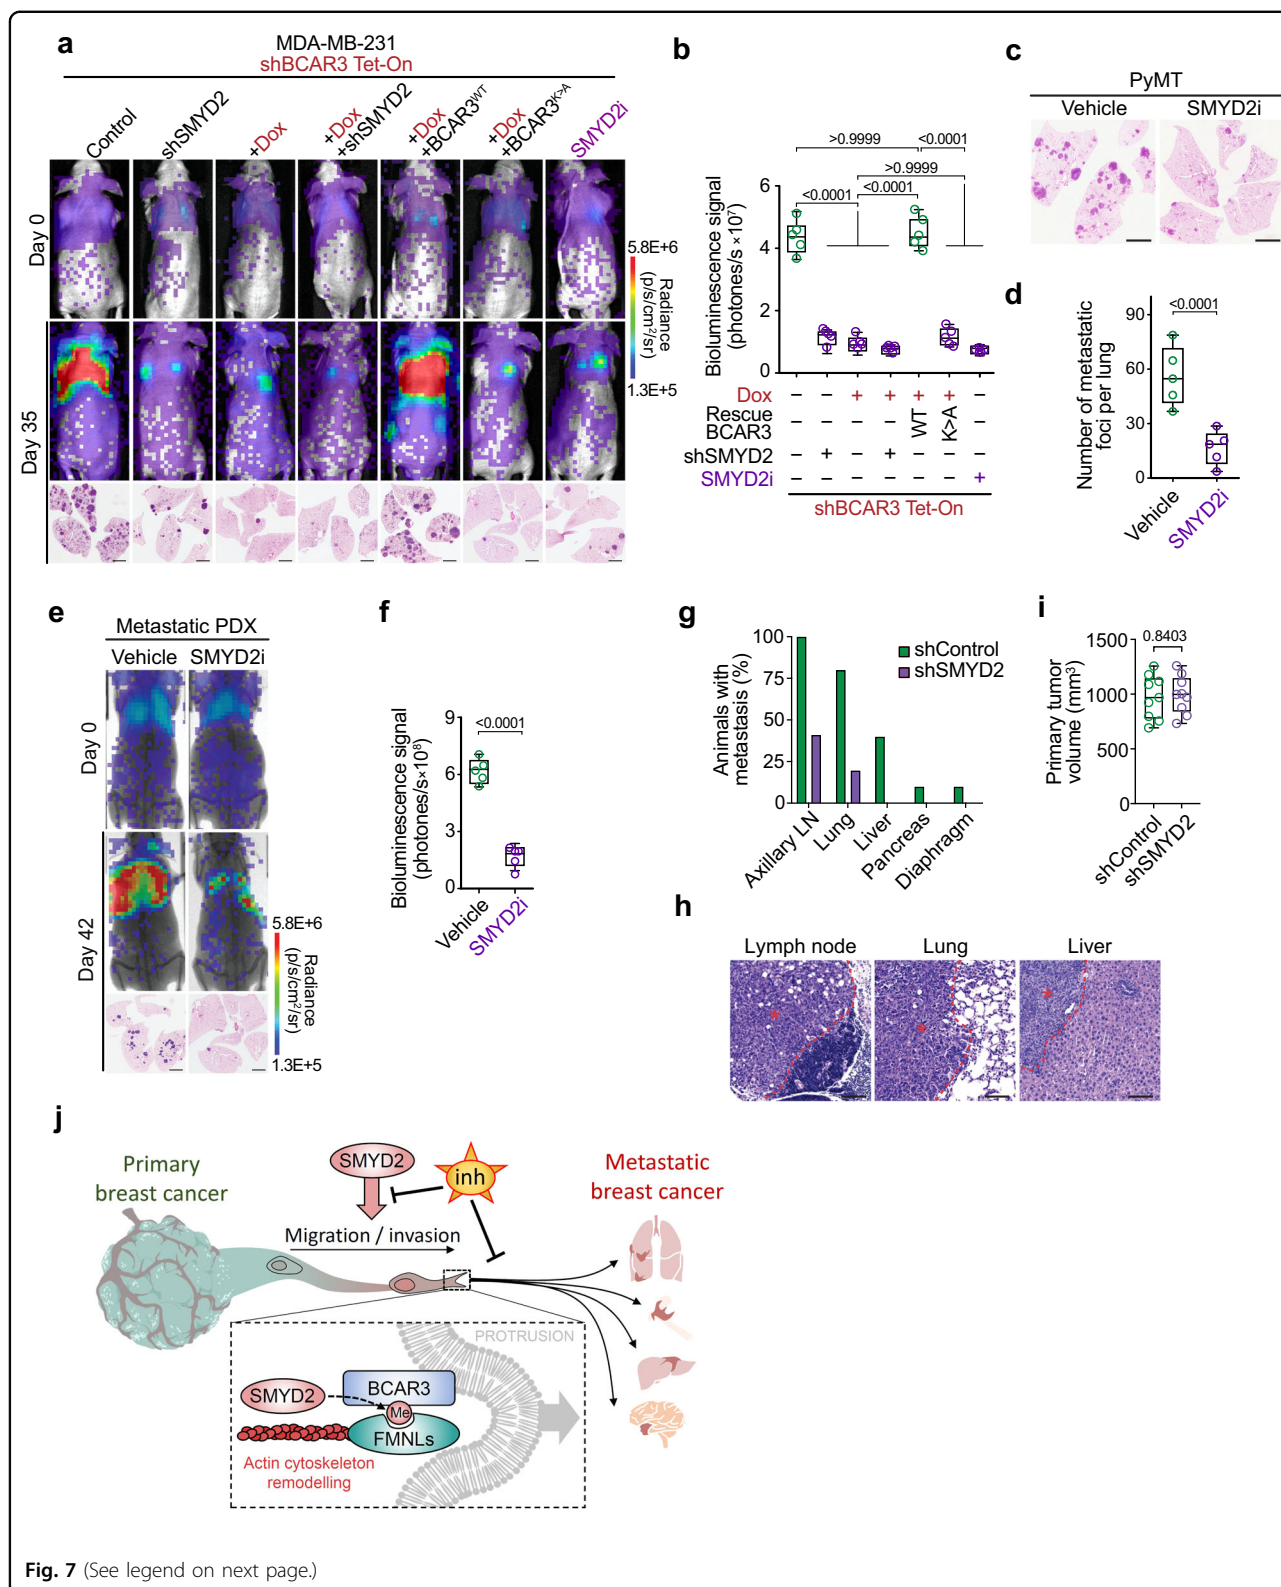 a
MDA-MB-231
shBCAR3 Tet-On
Control
shSMYD2
+Dox
+Dox
+shSMYD2
+Dox
+BCAR3WT
+Dox
+BCAR3K>A
SMYD2i
Day 0
Day 35
5.8E+6
Radiance
(p/s/cm2/sr)
1.3E+5
b
>0.9999
<0.0001
>0.9999
<0.0001
<0.0001
Bioluminescence signal
(photones/s ×10⁷)
6
4
2
0
Dox – – + + + + –
Rescue
BCAR3 – – – – WT K>A –
shSMYD2 – + – + – – –
SMYD2i – – – – – – +
shBCAR3 Tet-On
c
PyMT
Vehicle SMYD2i
d
Number of metastatic
foci per lung
90
60
30
0
<0.0001
Vehicle
SMYD2i
e
Metastatic PDX
Vehicle SMYD2i
Day 0
Day 42
5.8E+6
Radiance
(p/s/cm²/sr)
1.3E+5
f
Bioluminescence signal
(photones/s×10⁸)
9
6
3
0
<0.0001
Vehicle
SMYD2i
g
Animals with
metastasis (%)
100
75
50
25
0
shControl
shSMYD2
Axillary LN
Lung
Liver
Pancreas
Diaphragm
i
Primary tumor
volume (mm³)
1500
1000
500
0
0.8403
shControl
shSMYD2
h
Lymph node Lung Liver
*
*
*
j
Primary
breast cancer
SMYD2
inh
Migration / invasion
Metastatic
breast cancer
PROTRUSION
SMYD2
BCAR3
Me
FMNLs
Actin cytoskeleton
remodelling
Fig. 7 (See legend on next page.)